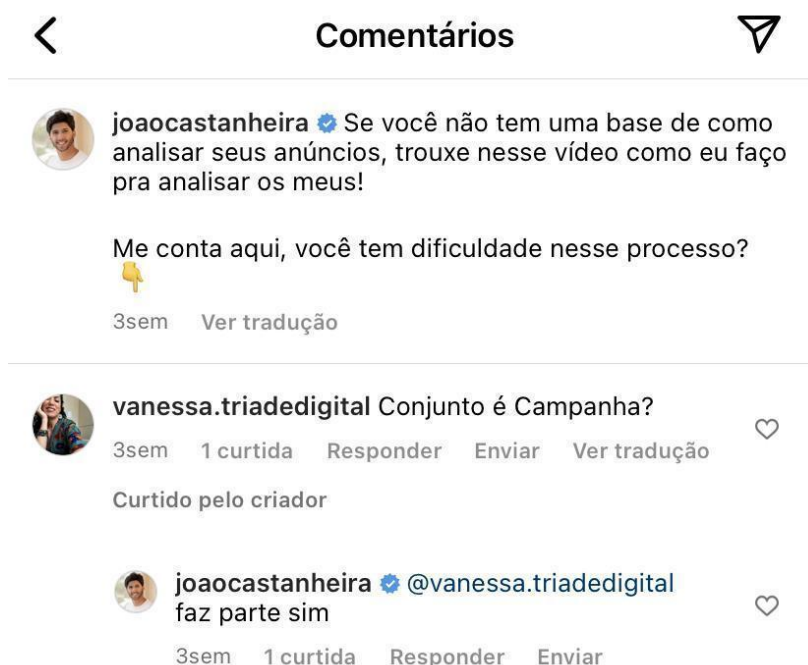 Comentários
joaocastanheira Se você não tem uma base de como
analisar seus anúncios, trouxe nesse vídeo como eu faço
pra analisar os meus!
Me conta aqui, você tem dificuldade nesse processo?
👇
3sem Ver tradução
vanessa.triadedigital Conjunto é Campanha?
3sem 1 curtida Responder Enviar Ver tradução
Curtido pelo criador
joaocastanheira @vanessa.triadedigital
faz parte sim
3sem 1 curtida Responder Enviar